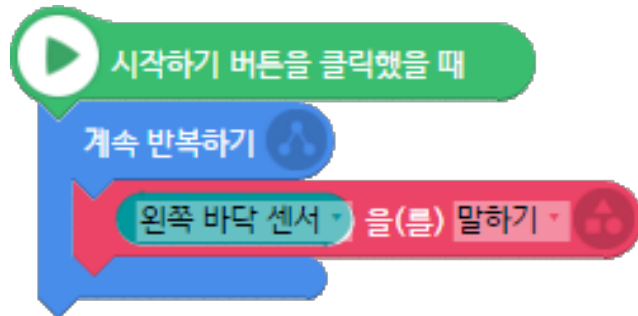 시작하기 버튼을 클릭했을 때
계속 반복하기
왼쪽 바닥 센서 을(를) 말하기